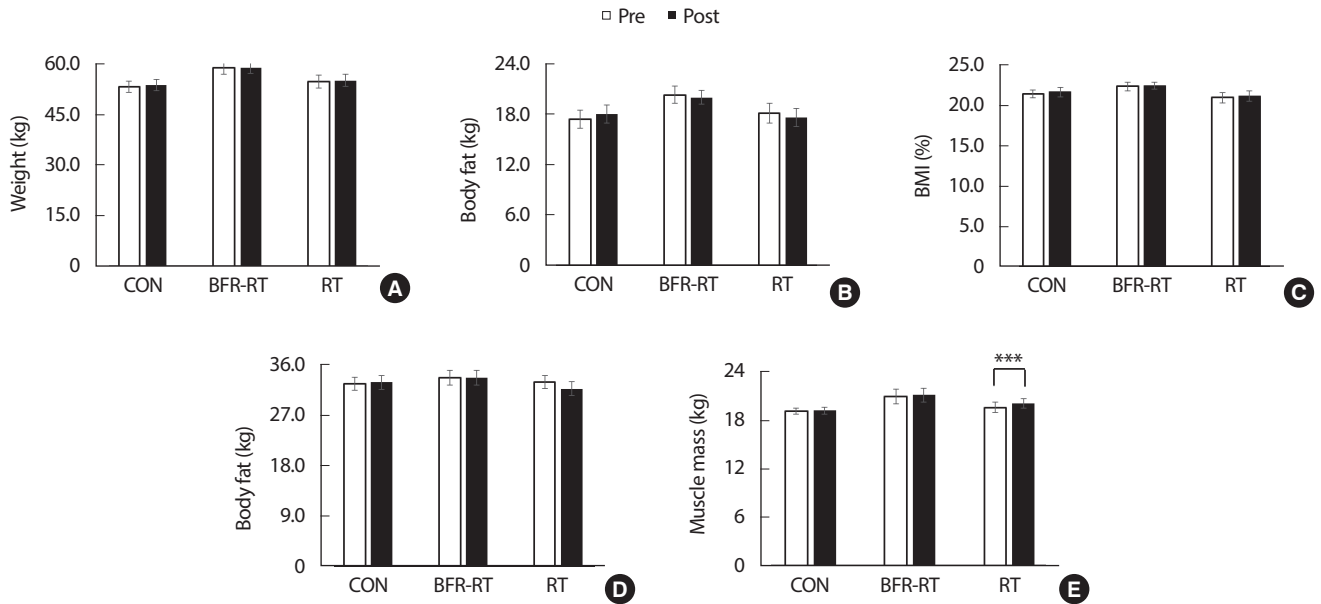 Pre Post
60.0
45.0
30.0
15.0
0
Weight (kg)
CON BFR-RT RT
A
24.0
18.0
12.0
6.0
0
Body fat (kg)
CON BFR-RT RT
B
25.0
20.0
15.0
10.0
5.0
0
BMI (%)
CON BFR-RT RT
C
36.0
27.0
18.0
9.0
0
Body fat (kg)
CON BFR-RT RT
D
24
18
12
6
0
Muscle mass (kg)
***
CON BFR-RT RT
E